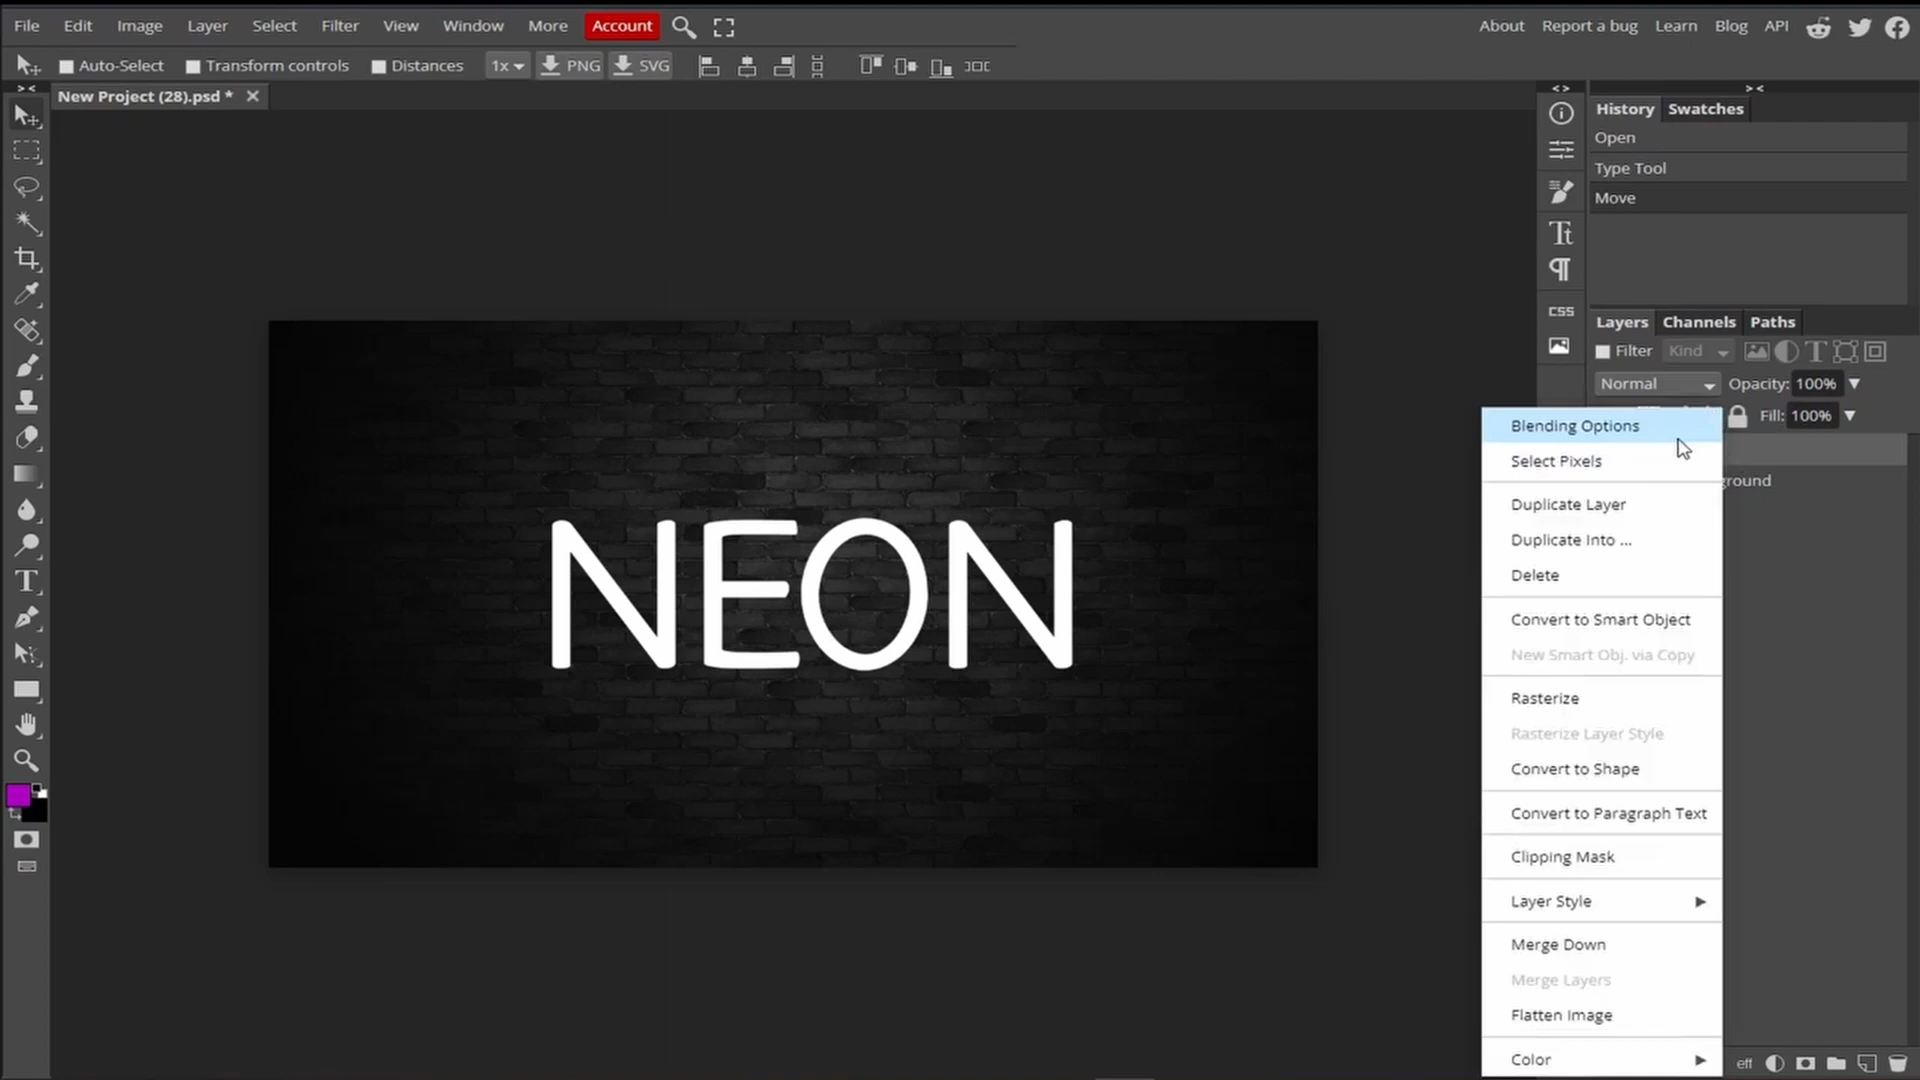 File Edit Image Layer Select Filter View Window More Account About Report a bug Learn Blog API
Auto-Select Transform controls Distances 1x PNG SVG
New Project (28).psd *
History Swatches
Open
Type Tool
Move
Tt
CSS
Layers Channels Paths
Filter Kind
Normal Opacity: 100%
Fill: 100%
ground
NEON
Blending Options
Select Pixels
Duplicate Layer
Duplicate Into ...
Delete
Convert to Smart Object
New Smart Obj. via Copy
Rasterize
Rasterize Layer Style
Convert to Shape
Convert to Paragraph Text
Clipping Mask
Layer Style
Merge Down
Merge Layers
Flatten Image
Color
eff